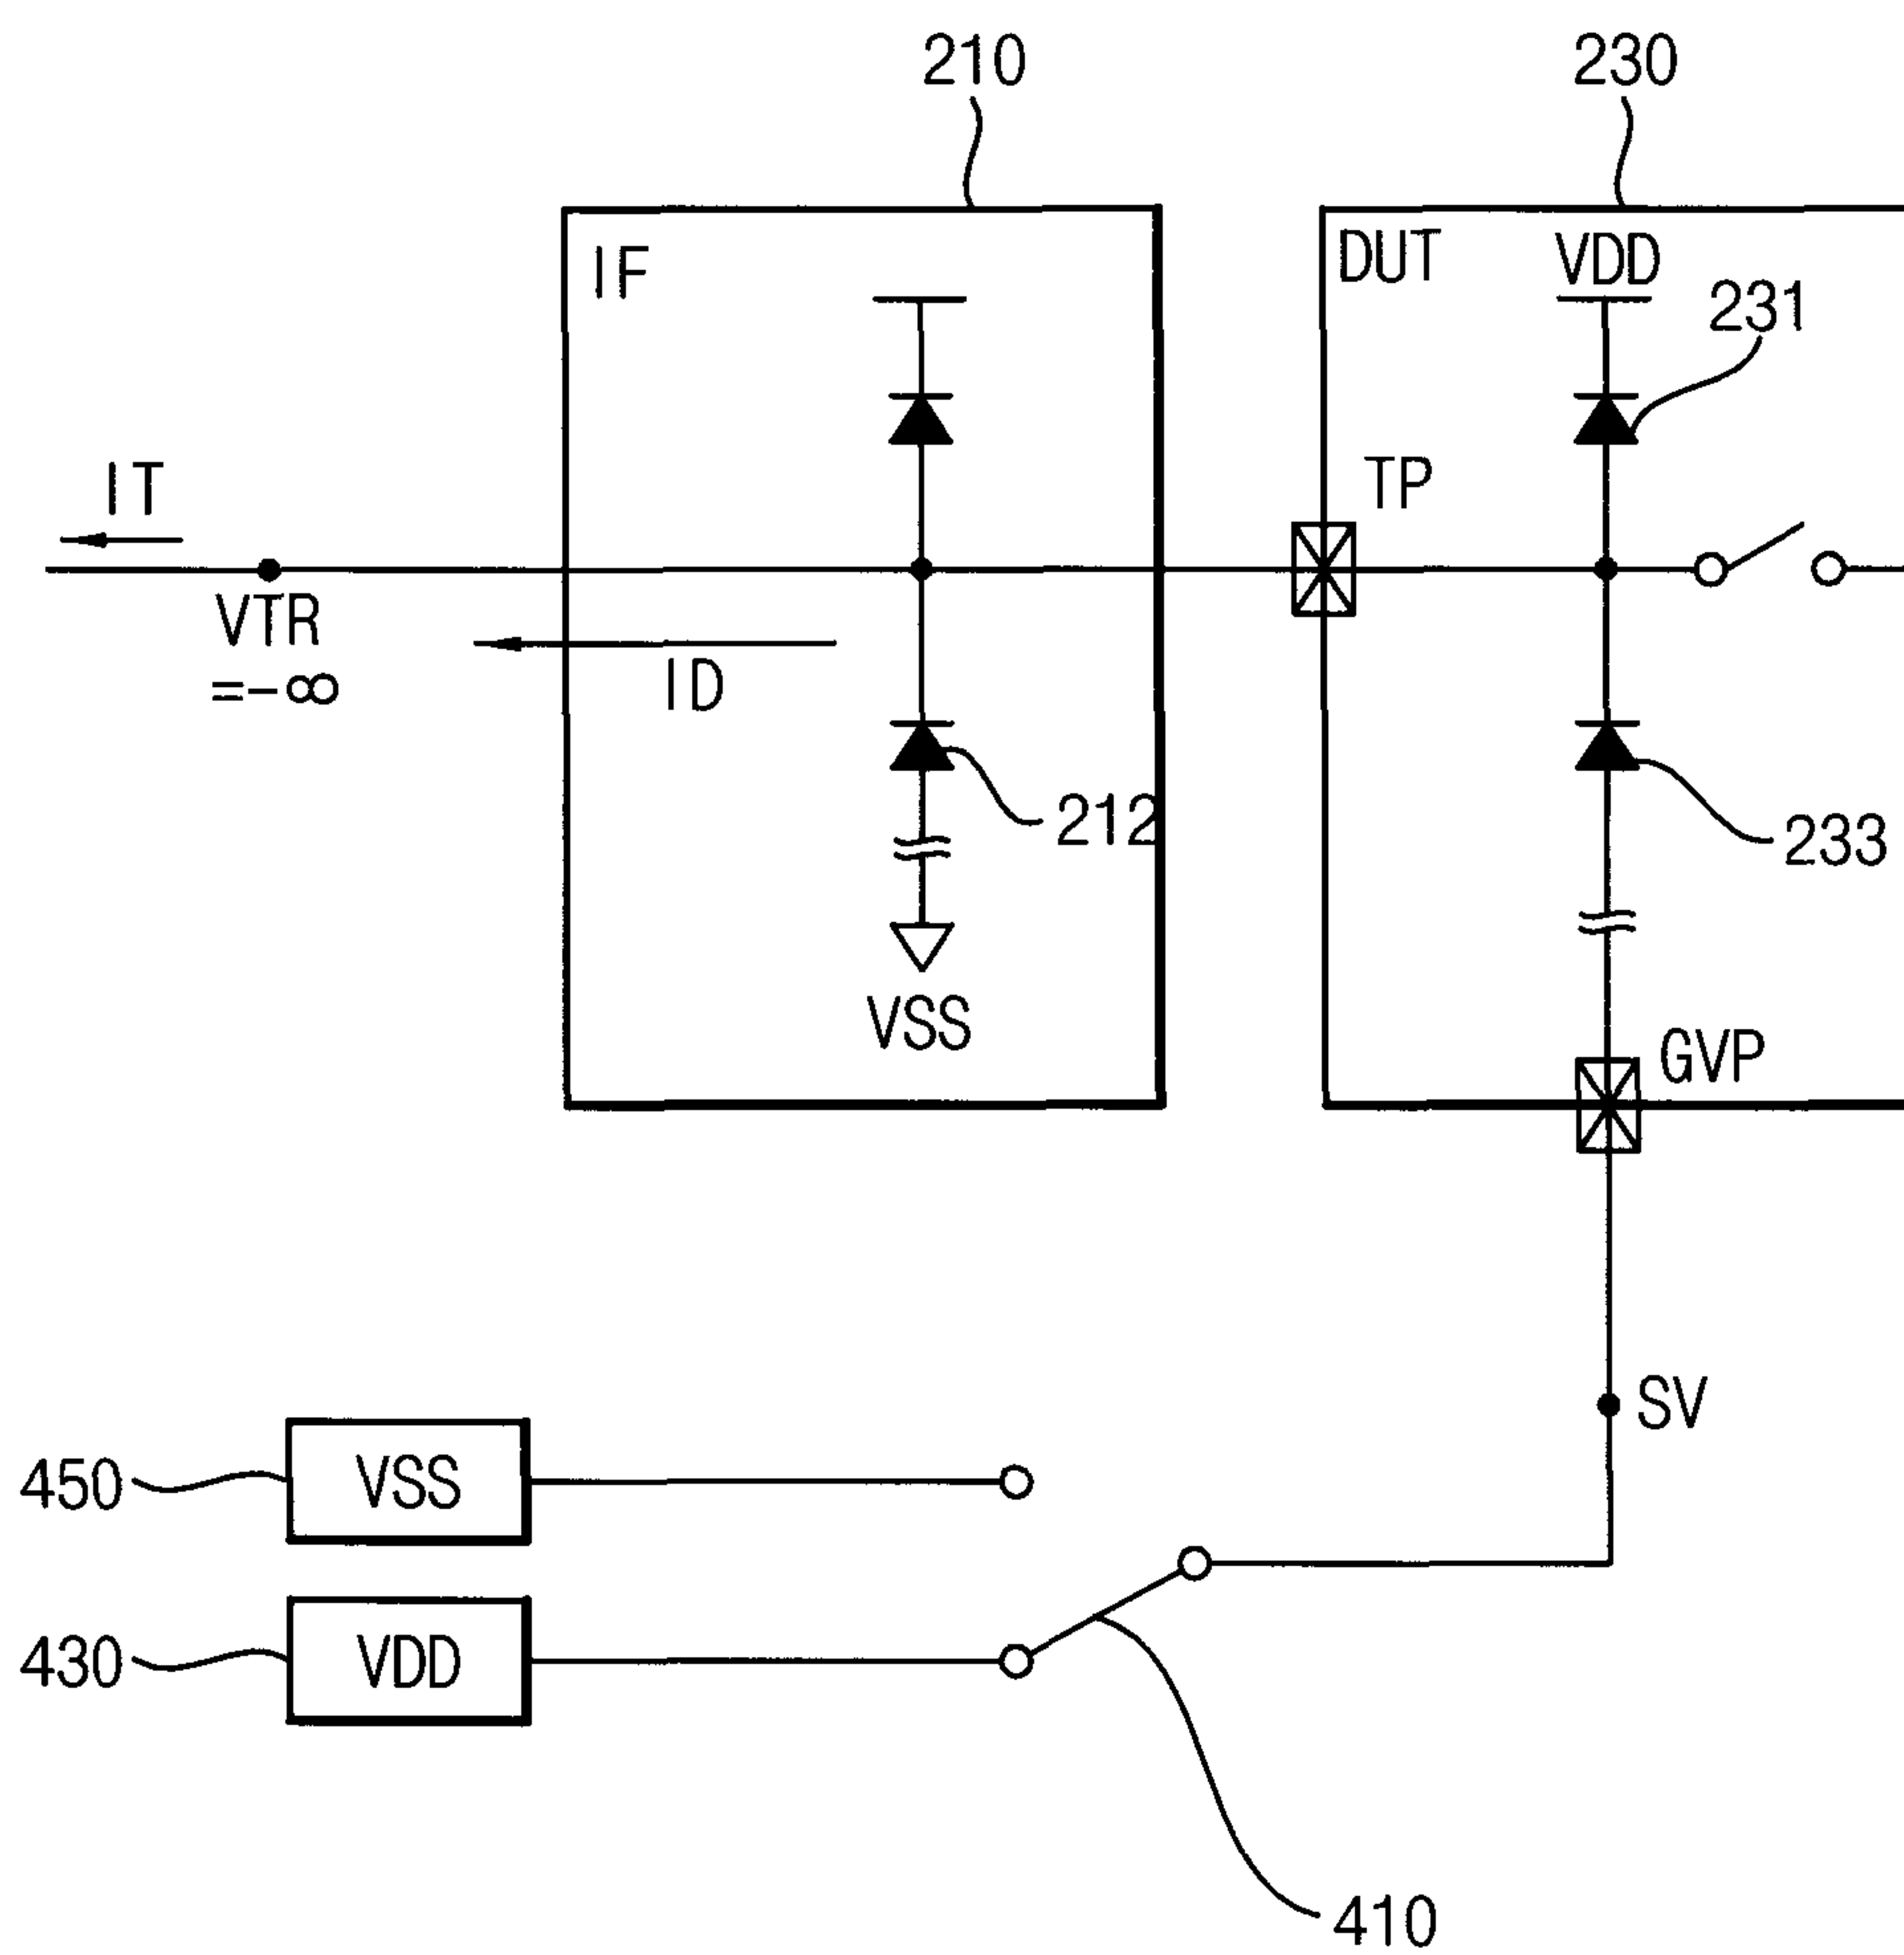 210
230
IF
DUT
VDD
231
IT
TP
VTR
=-∞
ID
212
233
VSS
GVP
SV
450
VSS
430
VDD
410